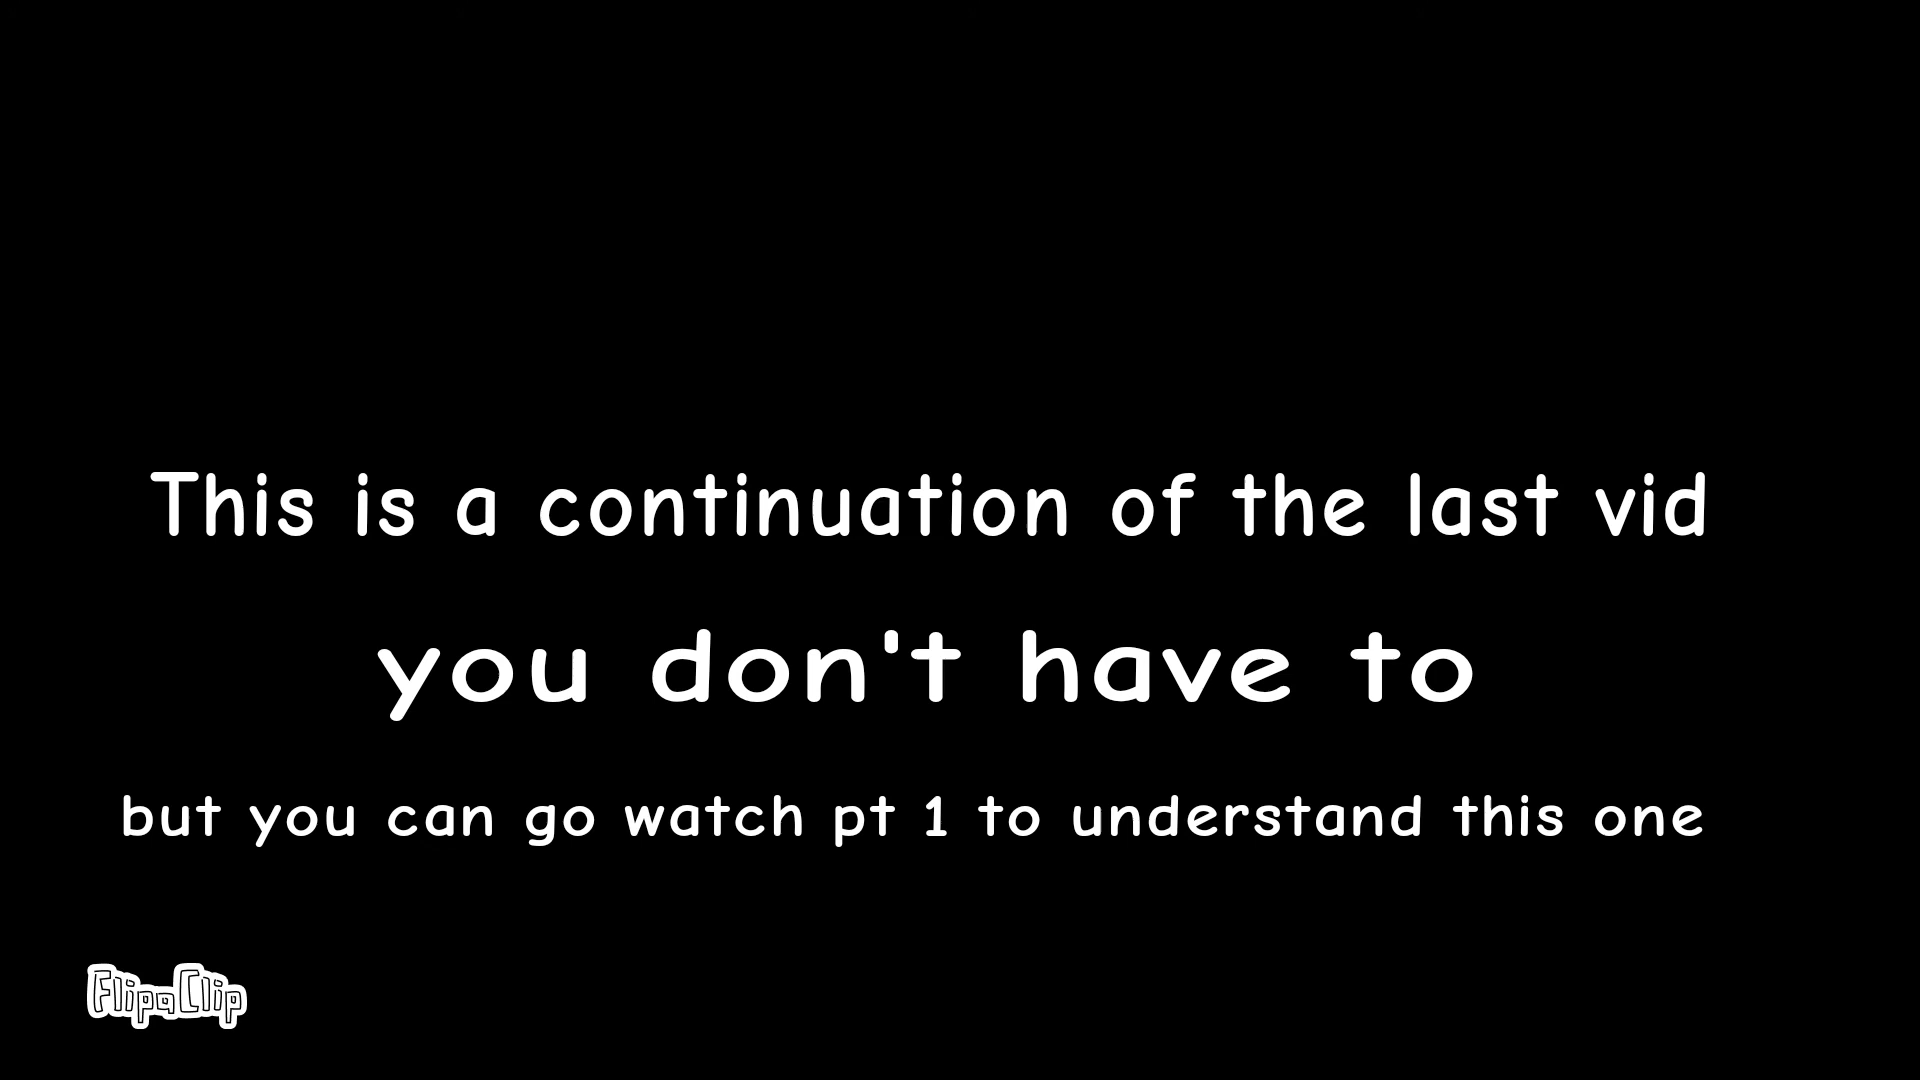 This is a continuation of the last vid
you don't have to
but you can go watch pt 1 to understand this one
FlipaClip